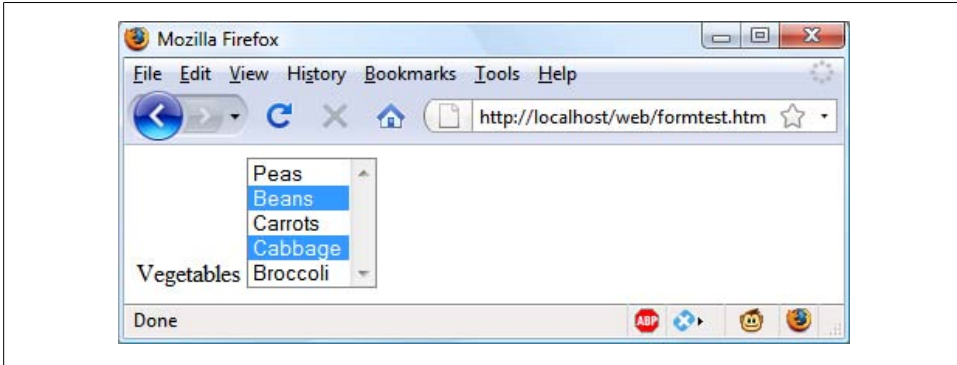 Mozilla Firefox
File Edit View History Bookmarks Tools Help
http://localhost/web/formtest.htm
Peas
Beans
Carrots
Cabbage
Vegetables Broccoli
Done
ABP